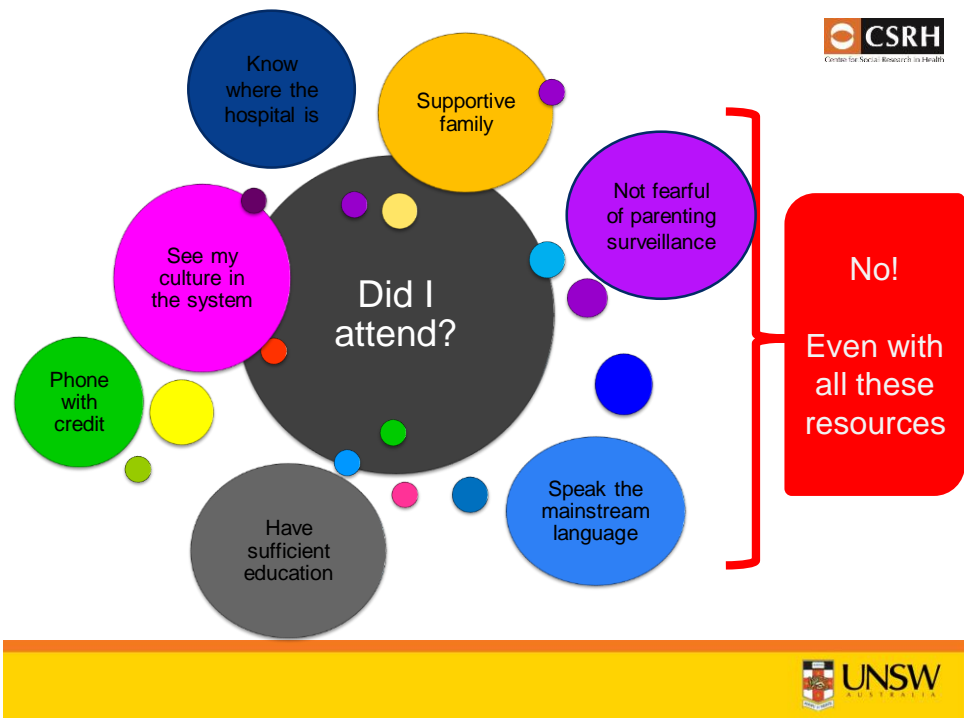 CSRH
Centre for Social Research in Health
Know
where the
hospital is
Supportive
family
Not fearful
of parenting
surveillance
See my
culture in
the system
Did I
attend?
No!
Even with
all these
resources
Phone
with
credit
Speak the
mainstream
language
Have
sufficient
education
UNSW
AUSTRALIA